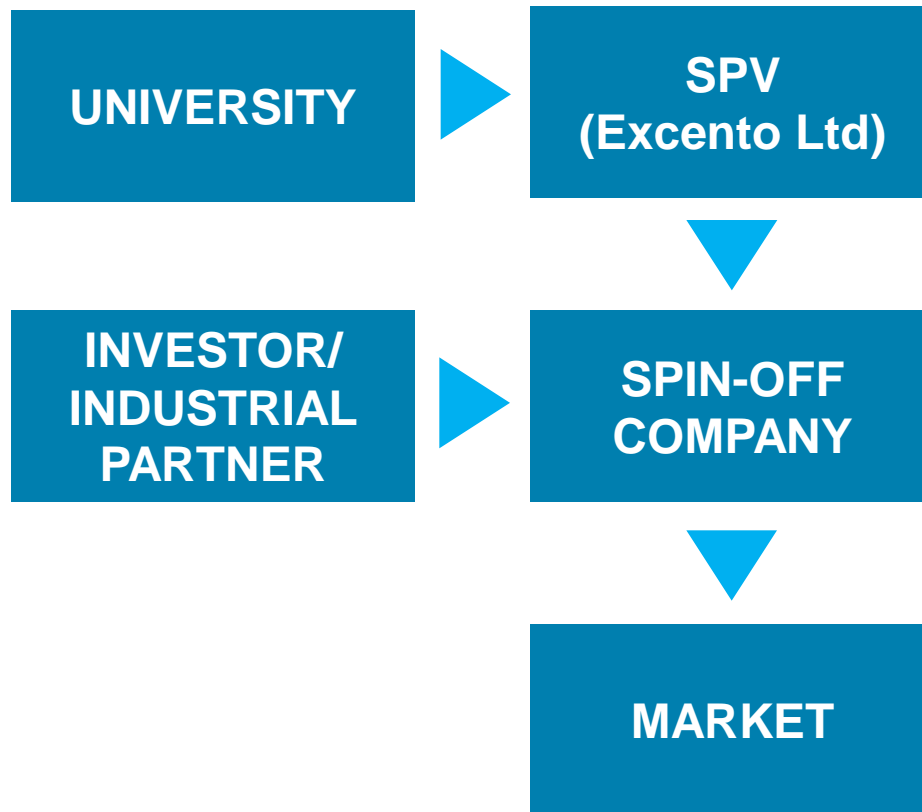 UNIVERSITY
SPV
(Excento Ltd)
INVESTOR/
INDUSTRIAL
PARTNER
SPIN-OFF
COMPANY
MARKET